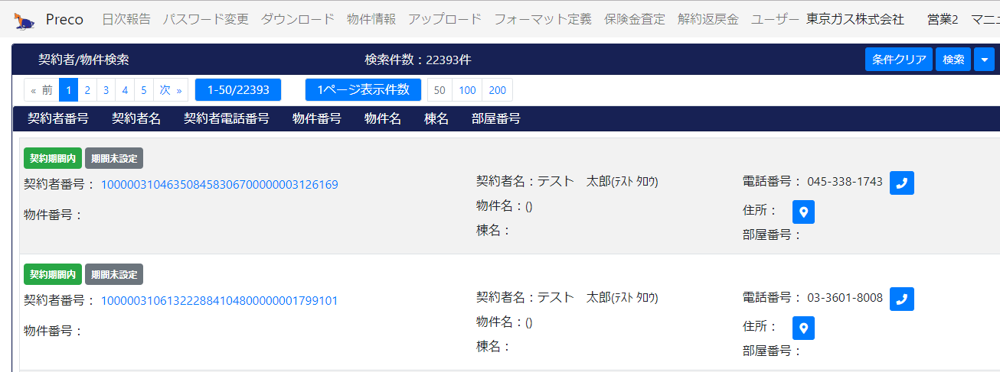 Preco 日次報告 パスワード変更 ダウンロード 物件情報 アップロード フォーマット定義 保険金査定 解約返戻金 ユーザー 東京ガス株式会社 営業2 マニュ
契約者/物件検索 検索件数：22393件 条件クリア 検索
« 前 1 2 3 4 5 次 » 1-50/22393 1ページ表示件数 50 100 200
契約者番号 契約者名 契約者電話番号 物件番号 物件名 棟名 部屋番号
契約期間内 期間未設定
契約者番号： 100000310463508458306700000003126169
物件番号：
契約者名：テスト　太郎(ﾃｽﾄ ﾀﾛｳ)
物件名：()
棟名：
電話番号： 045-338-1743
住所：
部屋番号：
契約期間内 期間未設定
契約者番号： 1000003106132228841048000000017991​01
物件番号：
契約者名：テスト　太郎(ﾃｽﾄ ﾀﾛｳ)
物件名：()
棟名：
電話番号： 03-3601-8008
住所：
部屋番号：